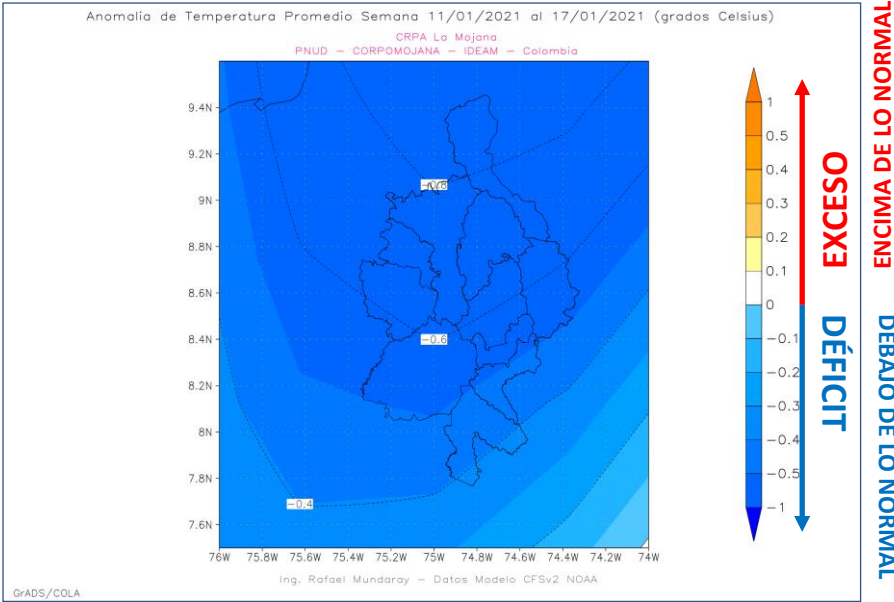 Anomalia de Temperatura Promedio Semana 11/01/2021 al 17/01/2021 (grados Celsius)
CRPA La Mojana
PNUD – CORPOMOJANA – IDEAM – Colombia
9.4N
9.2N
9N
8.8N
8.6N
8.4N
8.2N
8N
7.8N
7.6N
-0.8
-0.6
-0.4
76W 75.8W 75.6W 75.4W 75.2W 75W 74.8W 74.6W 74.4W 74.2W 74W
Ing. Rafael Mundaray – Datos Modelo CFSv2 NOAA
GrADS/COLA
1
0.5
0.4
0.3
0.2
0.1
0
-0.1
-0.2
-0.3
-0.4
-0.5
-1
EXCESO
DÉFICIT
ENCIMA DE LO NORMAL
DEBAJO DE LO NORMAL